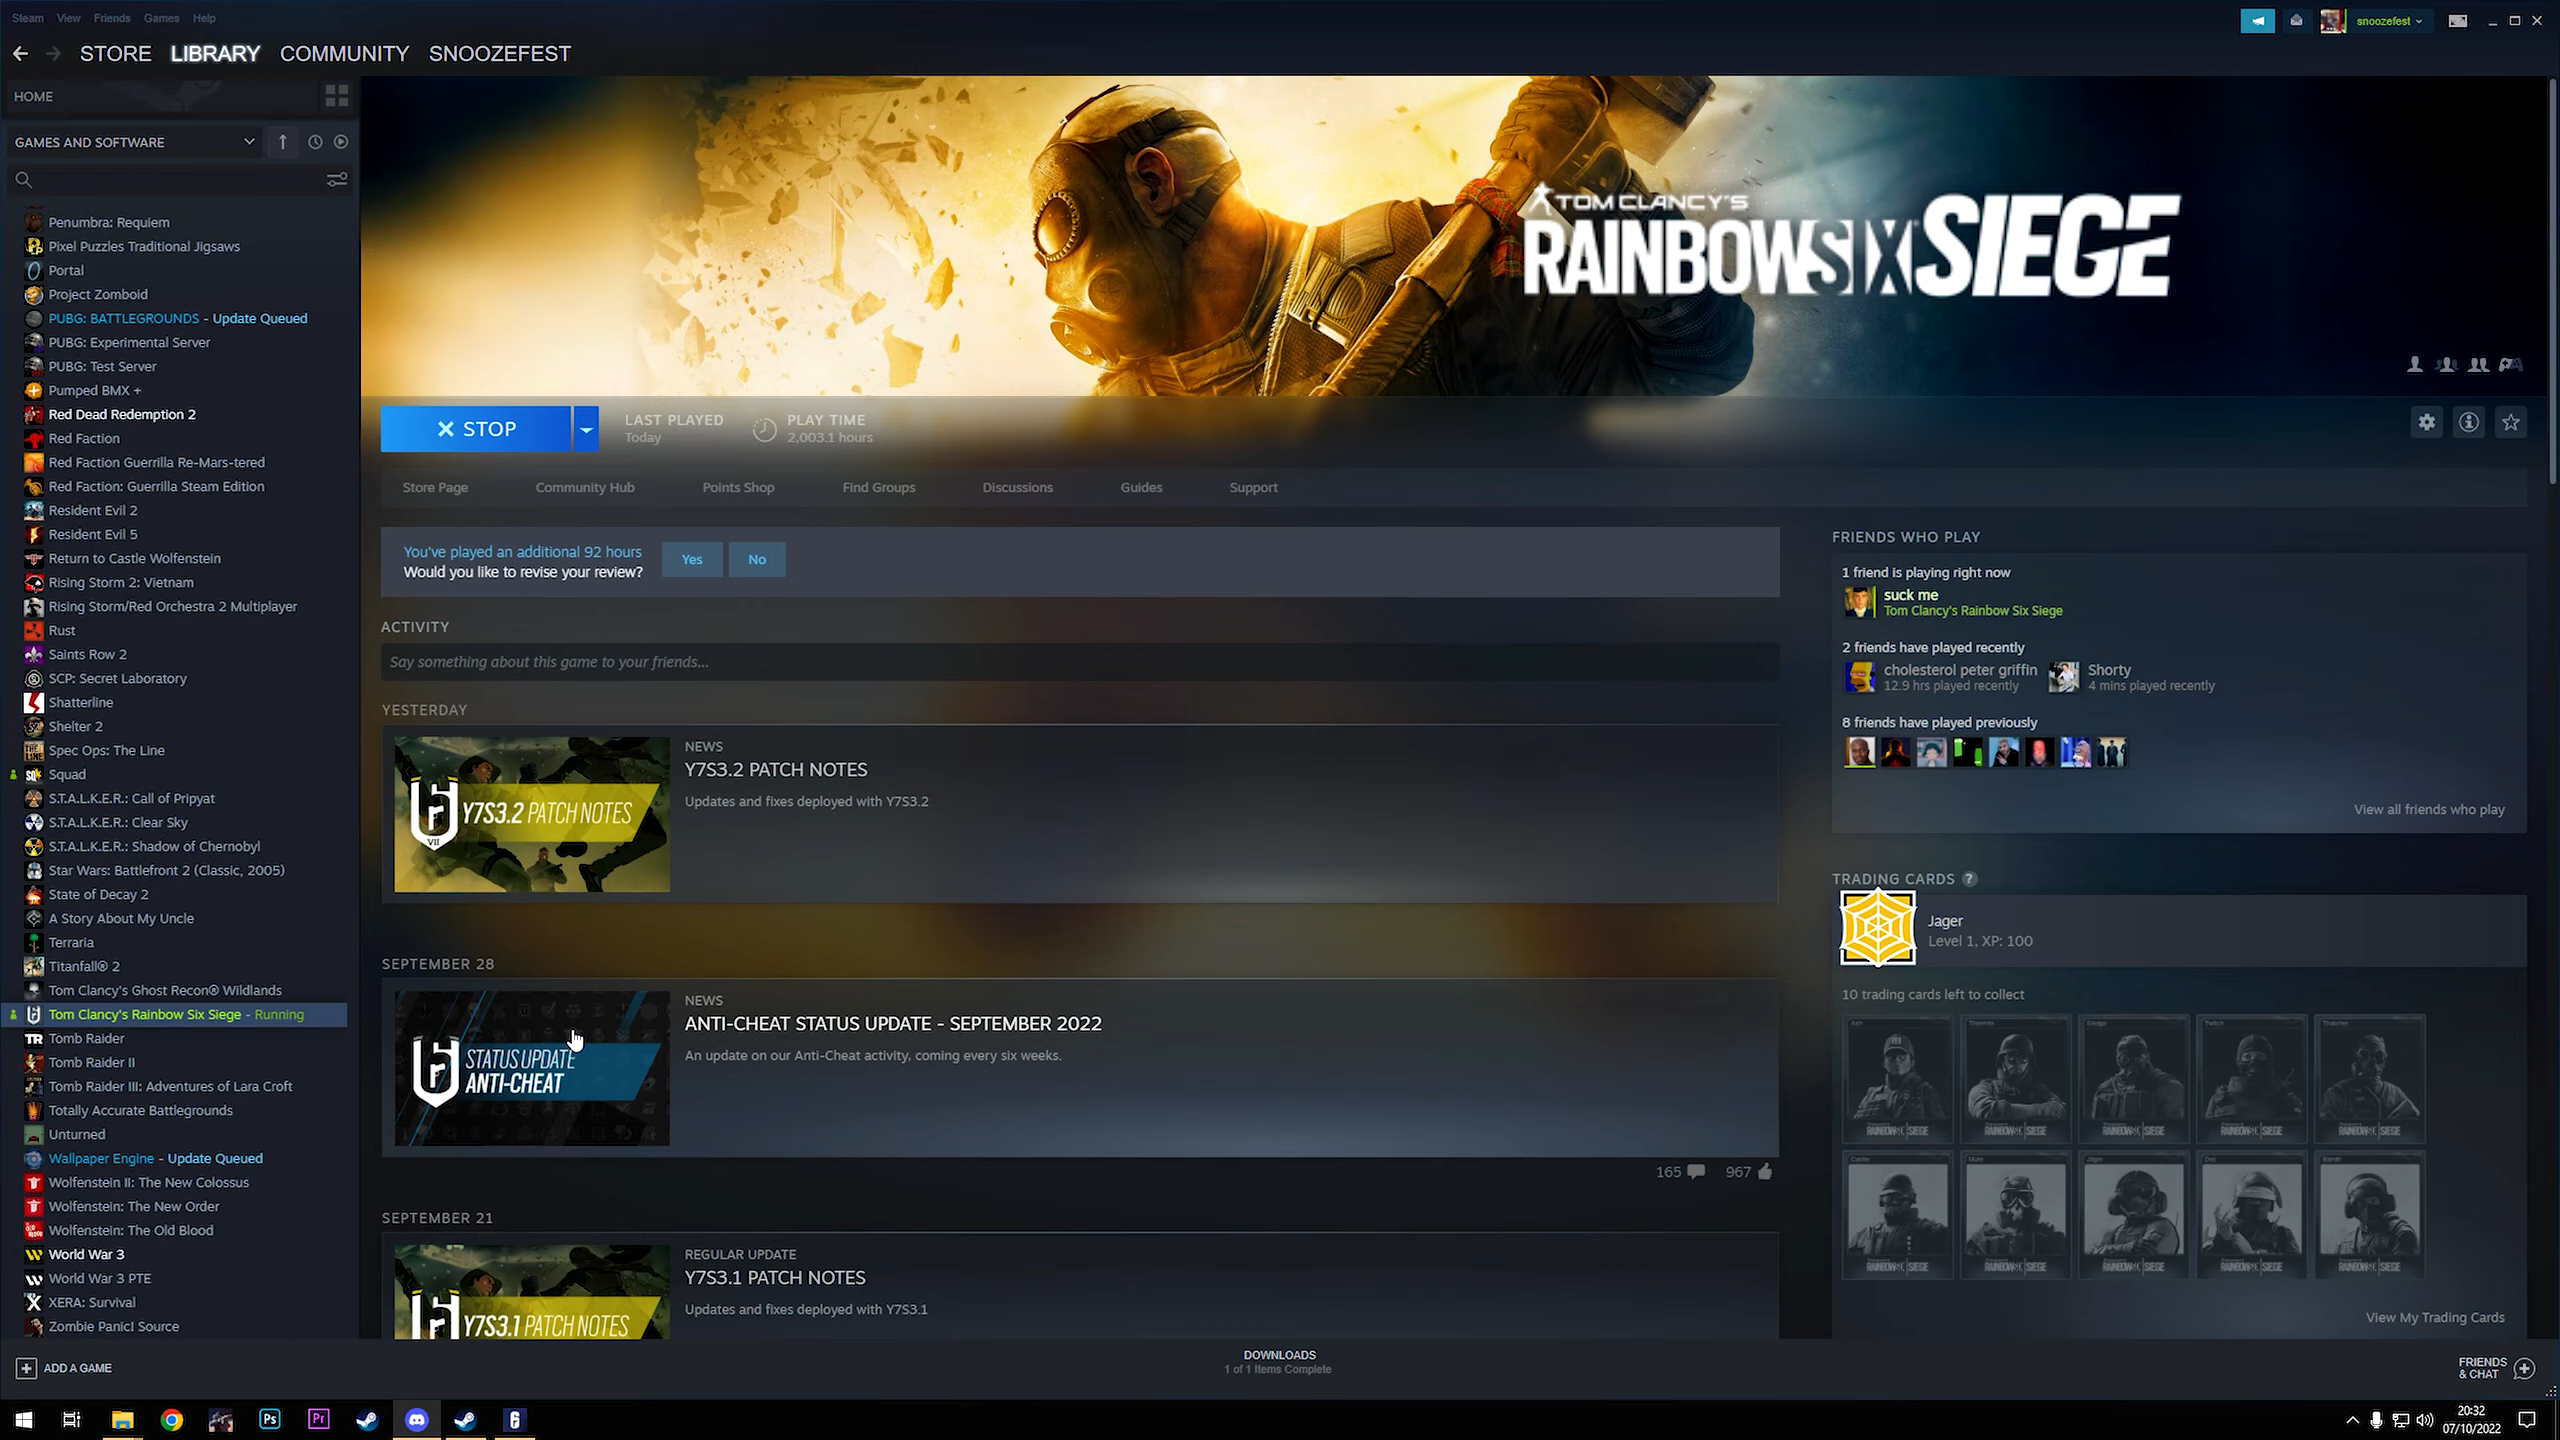 Steam View Friends Games Help
snoozefest
STORE LIBRARY COMMUNITY SNOOZEFEST
HOME
GAMES AND SOFTWARE
Penumbra: Requiem
Pixel Puzzles Traditional Jigsaws
Portal
Project Zomboid
PUBG: BATTLEGROUNDS - Update Queued
PUBG: Experimental Server
PUBG: Test Server
Pumped BMX +
Red Dead Redemption 2
Red Faction
Red Faction Guerrilla Re-Mars-tered
Red Faction: Guerrilla Steam Edition
Resident Evil 2
Resident Evil 5
Return to Castle Wolfenstein
Rising Storm 2: Vietnam
Rising Storm/Red Orchestra 2 Multiplayer
Rust
Saints Row 2
SCP: Secret Laboratory
Shatterline
Shelter 2
Spec Ops: The Line
Squad
S.T.A.L.K.E.R.: Call of Pripyat
S.T.A.L.K.E.R.: Clear Sky
S.T.A.L.K.E.R.: Shadow of Chernobyl
Star Wars: Battlefront 2 (Classic, 2005)
State of Decay 2
A Story About My Uncle
Terraria
Titanfall® 2
Tom Clancy's Ghost Recon® Wildlands
Tom Clancy's Rainbow Six Siege - Running
Tomb Raider
Tomb Raider II
Tomb Raider III: Adventures of Lara Croft
Totally Accurate Battlegrounds
Unturned
Wallpaper Engine - Update Queued
Wolfenstein II: The New Colossus
Wolfenstein: The New Order
Wolfenstein: The Old Blood
World War 3
World War 3 PTE
XERA: Survival
Zombie Panic! Source
ADD A GAME
TOM CLANCY'S
RAINBOWSIX SIEGE
STOP
LAST PLAYED
Today
PLAY TIME
2,003.1 hours
Store Page Community Hub Points Shop Find Groups Discussions Guides Support
You've played an additional 92 hours
Would you like to revise your review?
Yes No
ACTIVITY
Say something about this game to your friends...
YESTERDAY
Y7S3.2 PATCH NOTES
VII
NEWS
Y7S3.2 PATCH NOTES
Updates and fixes deployed with Y7S3.2
SEPTEMBER 28
STATUS UPDATE
ANTI-CHEAT
NEWS
ANTI-CHEAT STATUS UPDATE - SEPTEMBER 2022
An update on our Anti-Cheat activity, coming every six weeks.
165 967
SEPTEMBER 21
Y7S3.1 PATCH NOTES
REGULAR UPDATE
Y7S3.1 PATCH NOTES
Updates and fixes deployed with Y7S3.1
FRIENDS WHO PLAY
1 friend is playing right now
suck me
Tom Clancy's Rainbow Six Siege
2 friends have played recently
cholesterol peter griffin
12.9 hrs played recently
Shorty
4 mins played recently
8 friends have played previously
View all friends who play
TRADING CARDS ?
Jager
Level 1, XP: 100
10 trading cards left to collect
View My Trading Cards
DOWNLOADS
1 of 1 Items Complete
FRIENDS
& CHAT
Ps Pr
20:32
07/10/2022